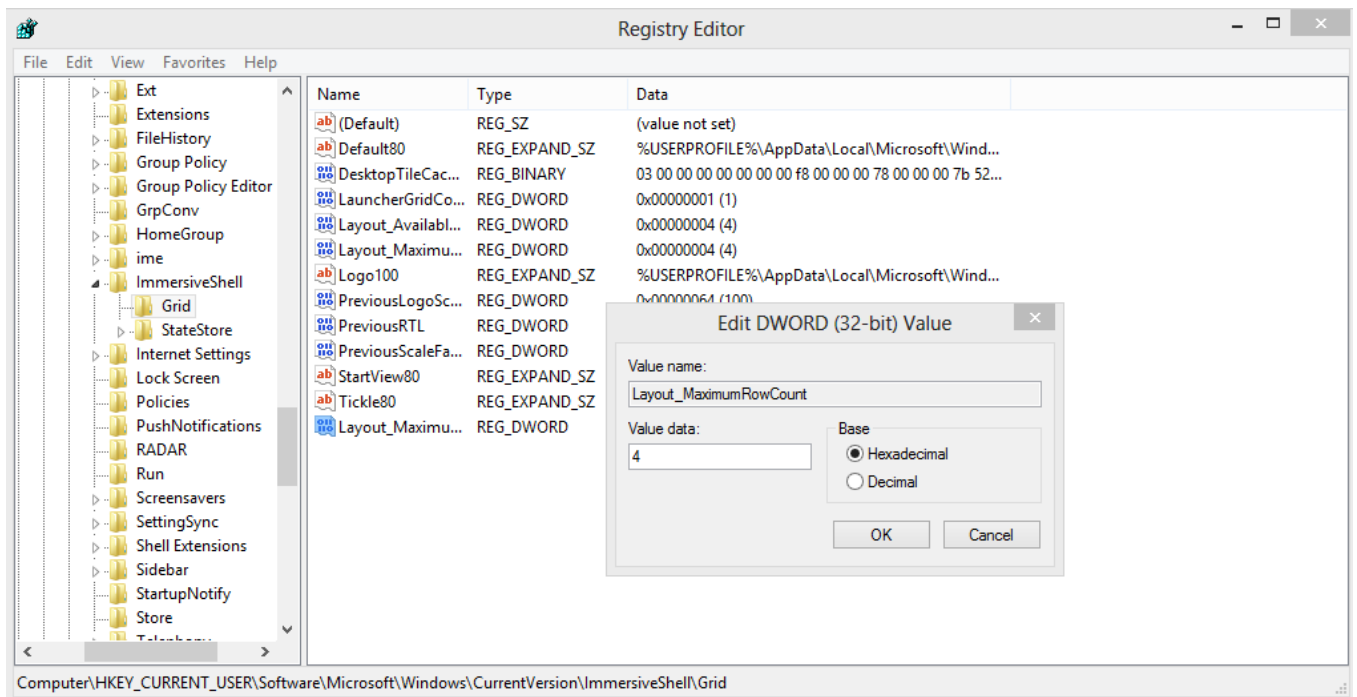 Registry Editor
File Edit View Favorites Help
Ext
Extensions
FileHistory
Group Policy
Group Policy Editor
GrpConv
HomeGroup
ime
ImmersiveShell
Grid
StateStore
Internet Settings
Lock Screen
Policies
PushNotifications
RADAR
Run
Screensavers
SettingSync
Shell Extensions
Sidebar
StartupNotify
Store
Name Type Data
(Default) REG_SZ (value not set)
Default80 REG_EXPAND_SZ %USERPROFILE%\AppData\Local\Microsoft\Wind...
DesktopTileCac... REG_BINARY 03 00 00 00 00 00 00 00 f8 00 00 00 78 00 00 00 7b 52...
LauncherGridCo... REG_DWORD 0x00000001 (1)
Layout_Availabl... REG_DWORD 0x00000004 (4)
Layout_Maximu... REG_DWORD 0x00000004 (4)
Logo100 REG_EXPAND_SZ %USERPROFILE%\AppData\Local\Microsoft\Wind...
PreviousLogoSc... REG_DWORD 0x00000064 (100)
PreviousRTL REG_DWORD
PreviousScaleFa... REG_DWORD
StartView80 REG_EXPAND_SZ
Tickle80 REG_EXPAND_SZ
Layout_Maximu... REG_DWORD
Edit DWORD (32-bit) Value
Value name:
Layout_MaximumRowCount
Value data:
4
Base
Hexadecimal
Decimal
OK Cancel
Computer\HKEY_CURRENT_USER\Software\Microsoft\Windows\CurrentVersion\ImmersiveShell\Grid